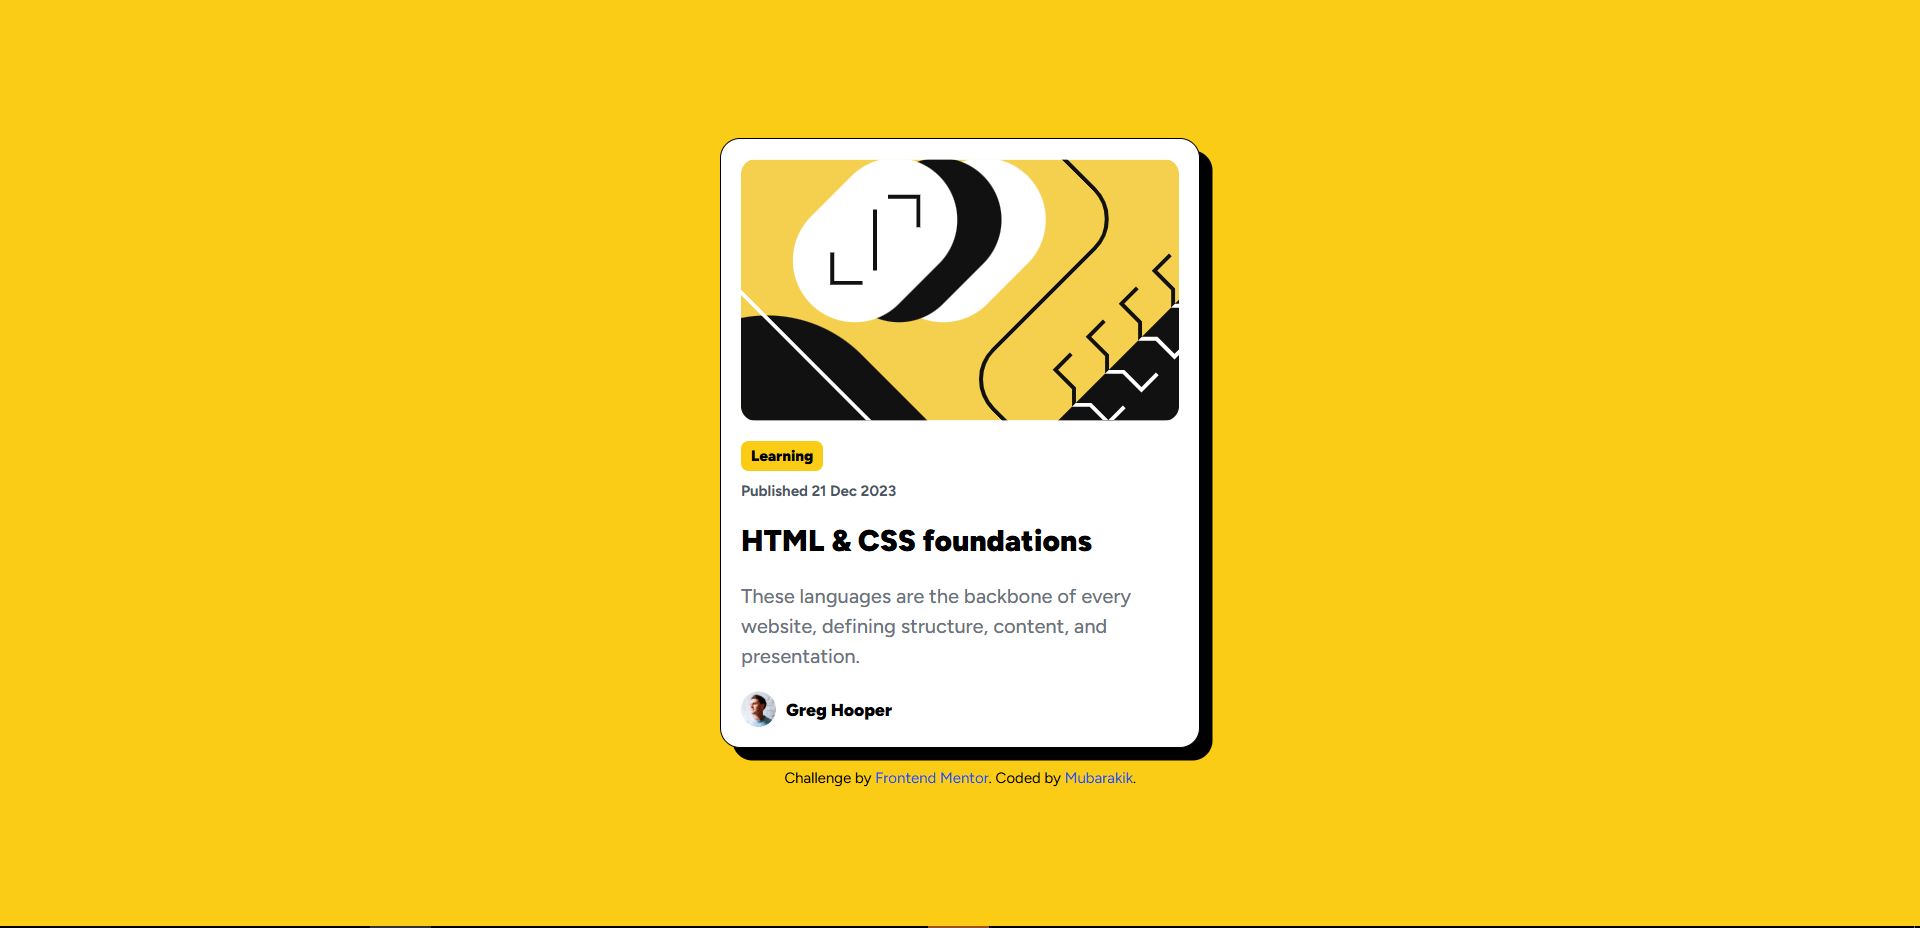 Learning
Published 21 Dec 2023
HTML & CSS foundations
These languages are the backbone of every
website, defining structure, content, and
presentation.
Greg Hooper
Challenge by Frontend Mentor. Coded by Mubarakik.